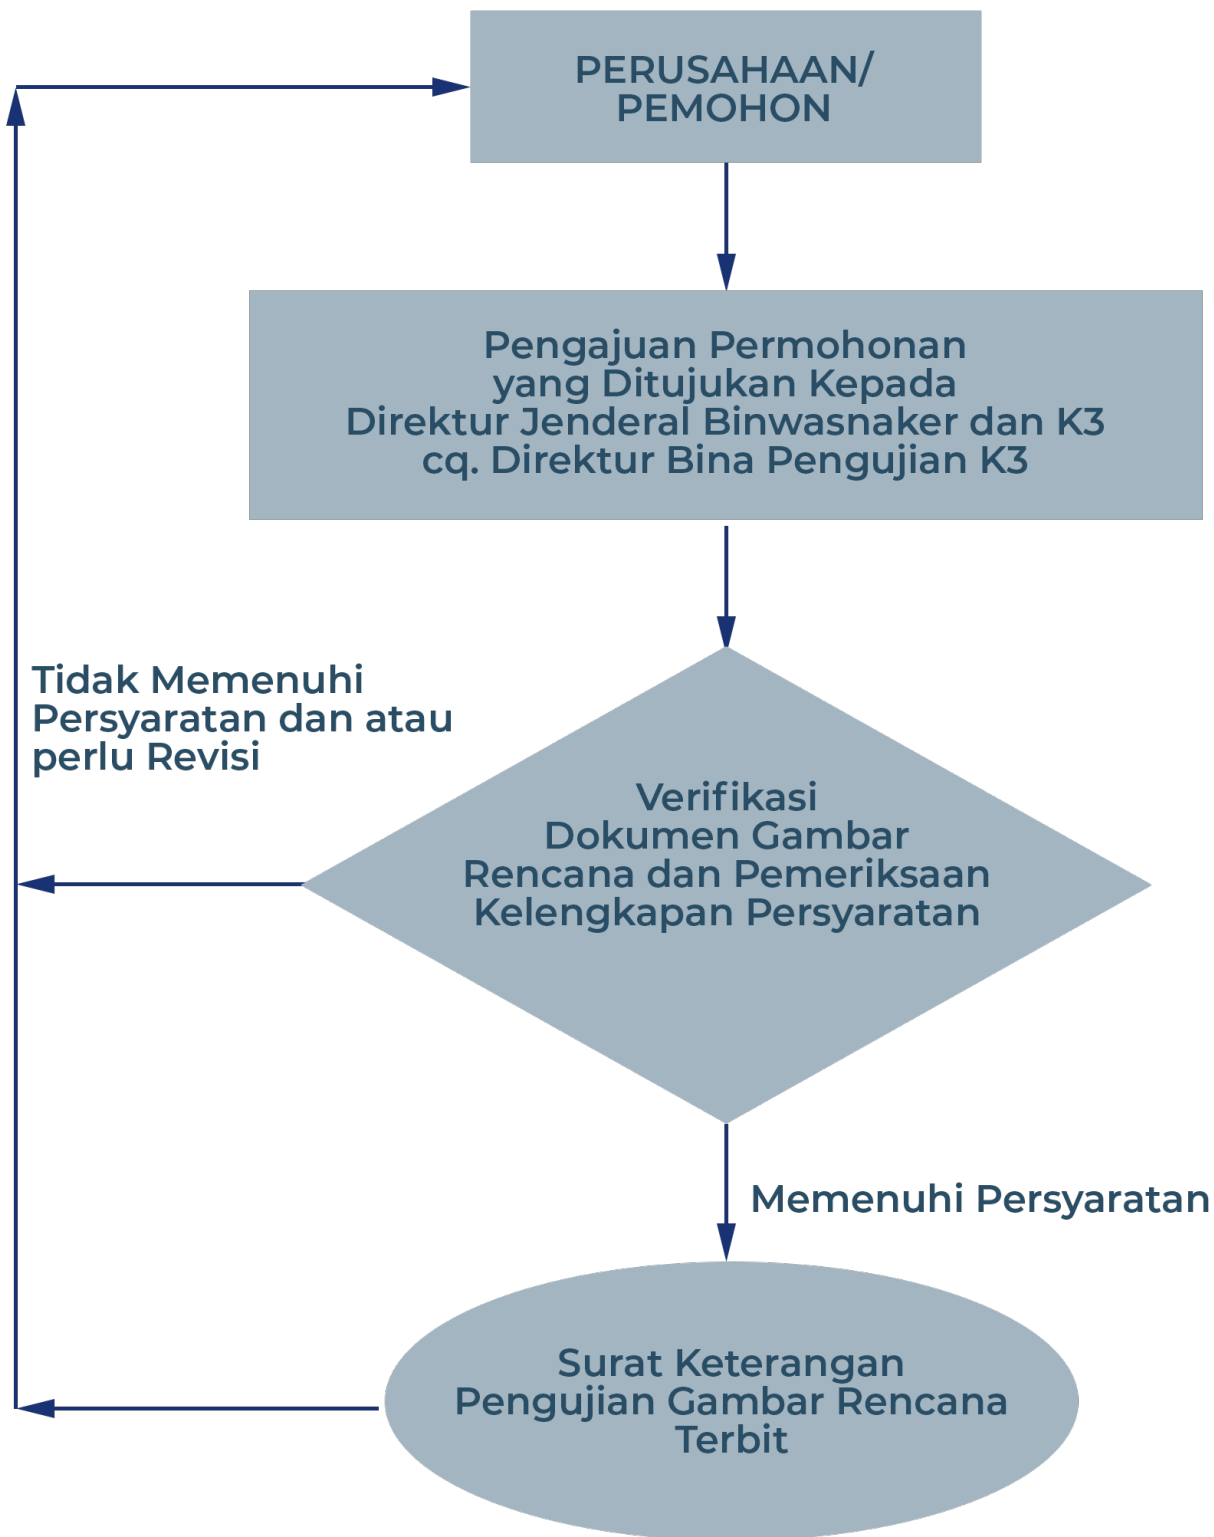 PERUSAHAAN/
PEMOHON
Pengajuan Permohonan
yang Ditujukan Kepada
Direktur Jenderal Binwasnaker dan K3
cq. Direktur Bina Pengujian K3
Tidak Memenuhi
Persyaratan dan atau
perlu Revisi
Verifikasi
Dokumen Gambar
Rencana dan Pemeriksaan
Kelengkapan Persyaratan
Memenuhi Persyaratan
Surat Keterangan
Pengujian Gambar Rencana
Terbit